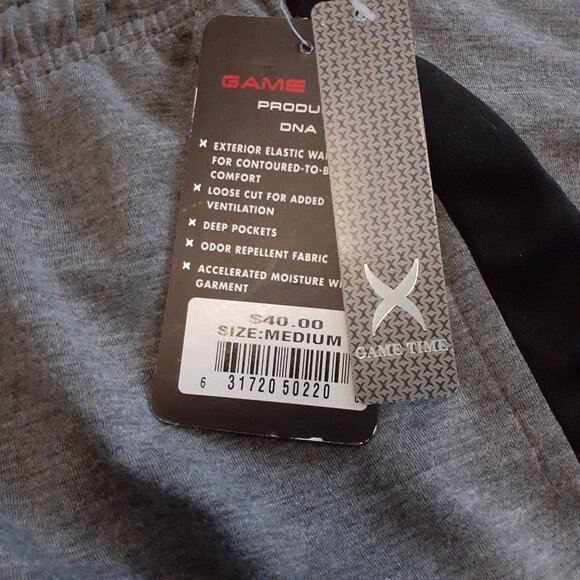 GAME
PRODU
DNA
EXTERIOR ELASTIC WA
FOR CONTOURED-TO-B
COMFORT
LOOSE CUT FOR ADDED
VENTILATION
DEEP POCKETS
ODOR REPELLENT FABRIC
ACCELERATED MOISTURE W
GARMENT
$40.00
SIZE:MEDIUM
6 31720 50220
GAME TIME